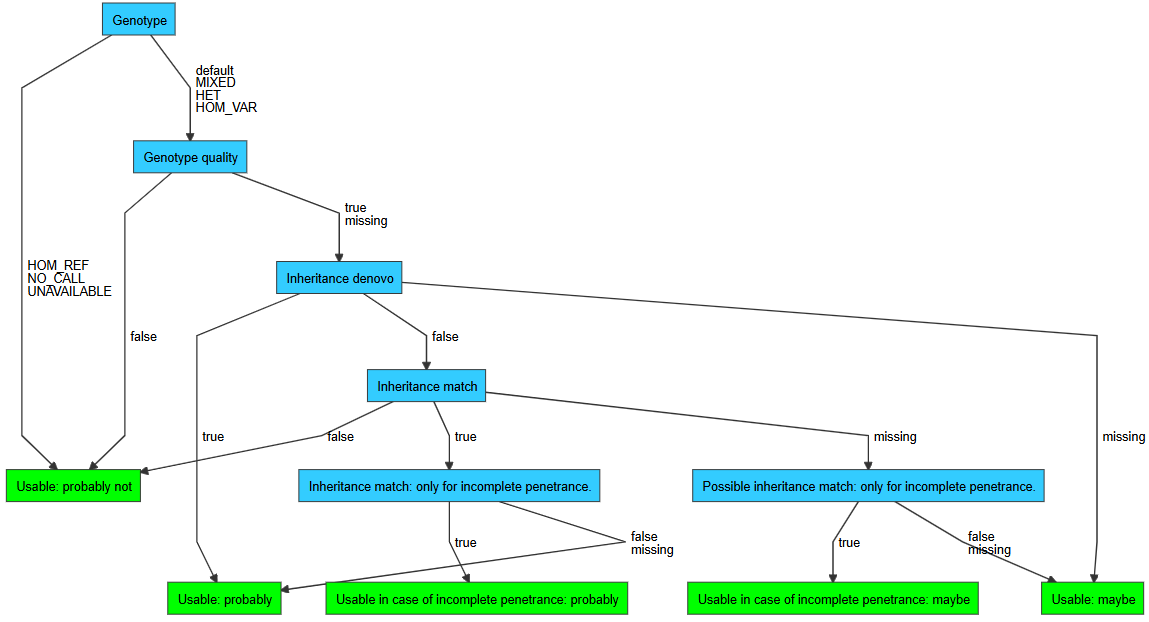 Genotype
default
MIXED
HET
HOM_VAR
Genotype quality
true
missing
HOM_REF
NO_CALL
UNAVAILABLE
Inheritance denovo
false
false
Inheritance match
true
false
true
missing
missing
Usable: probably not
Inheritance match: only for incomplete penetrance.
Possible inheritance match: only for incomplete penetrance.
true
false
missing
true
false
missing
Usable: probably
Usable in case of incomplete penetrance: probably
Usable in case of incomplete penetrance: maybe
Usable: maybe